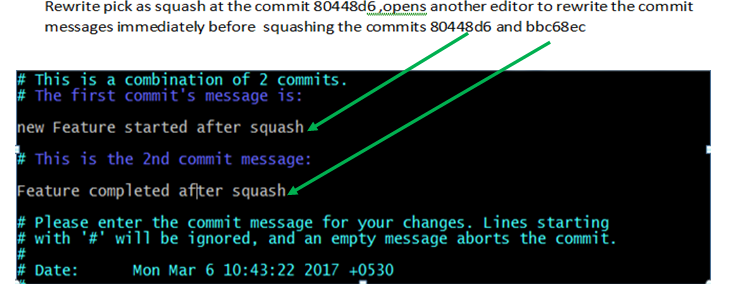 Rewrite pick as squash at the commit 80448d6 ,opens another editor to rewrite the commit
messages immediately before squashing the commits 80448d6 and bbc68ec
# This is a combination of 2 commits.
# The first commit's message is:
new Feature started after squash
# This is the 2nd commit message:
Feature completed after squash
# Please enter the commit message for your changes. Lines starting
# with '#' will be ignored, and an empty message aborts the commit.
#
# Date: Mon Mar 6 10:43:22 2017 +0530
#